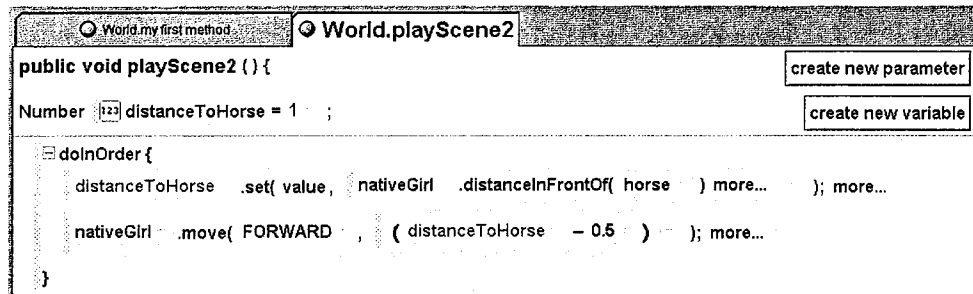 World.my first method World.playScene2
public void playScene2 () { create new parameter
Number 123 distanceToHorse = 1 ; create new variable
doInOrder {
distanceToHorse .set( value, nativeGirl .distanceInFrontOf( horse ) more... ); more...
nativeGirl .move( FORWARD , ( distanceToHorse – 0.5 ) ); more...
}